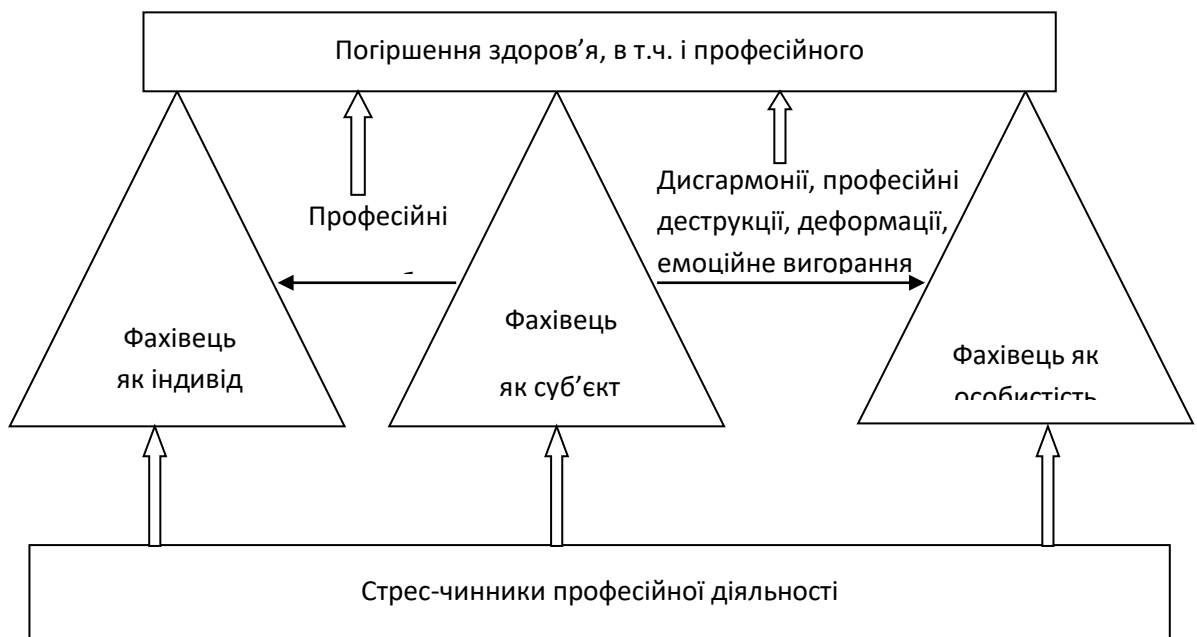 Погіршення здоров’я, в т.ч. і професійного
Професійні
Дисгармонії, професійні
деструкції, деформації,
емоційне вигорання
Фахівець
як індивід
Фахівець
як суб’єкт
Фахівець як
особистість
Стрес-чинники професійної діяльності